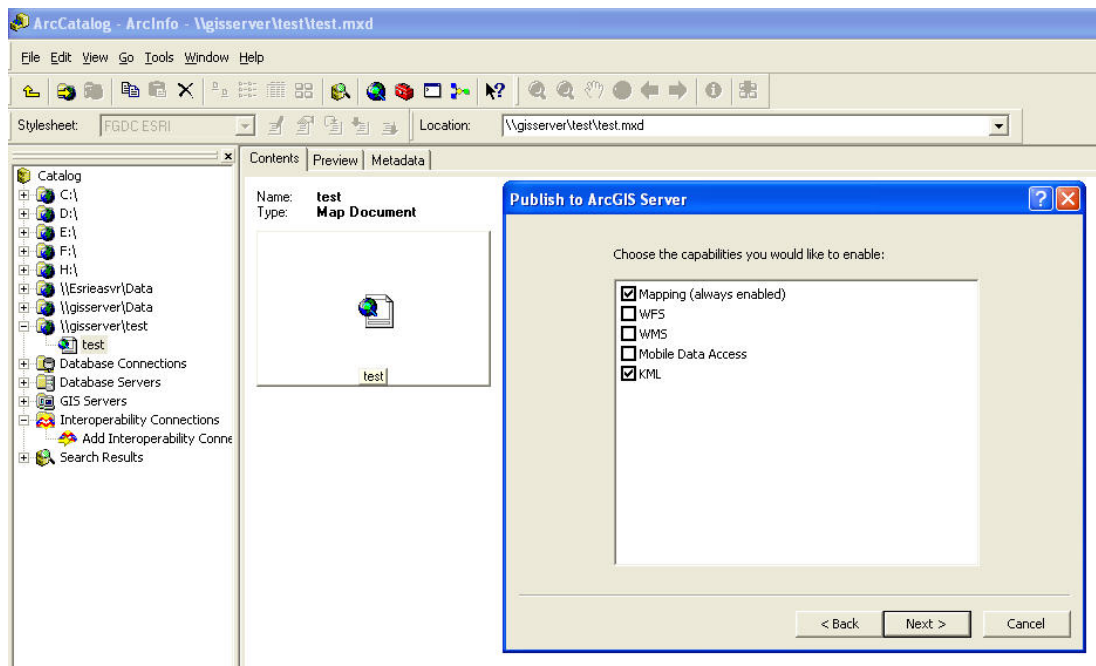 ArcCatalog - ArcInfo - \\gisserver\test\test.mxd
File Edit View Go Tools Window Help
Stylesheet: FGDC ESRI Location: \\gisserver\test\test.mxd
Contents Preview Metadata
Catalog
C:\
D:\
E:\
F:\
H:\
\\Esrieasvr\Data
\\gisserver\Data
\\gisserver\test
test
Database Connections
Database Servers
GIS Servers
Interoperability Connections
Add Interoperability Conne
Search Results
Name: test
Type: Map Document
test
Publish to ArcGIS Server
Choose the capabilities you would like to enable:
Mapping (always enabled)
WFS
WMS
Mobile Data Access
KML
< Back Next > Cancel